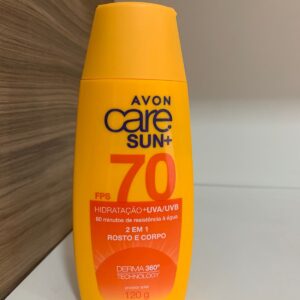 AVON
care
SUN+
FPS 70
HIDRATAÇÃO+UVA/UVB
80 minutos de resistência à água
2 EM 1
ROSTO E CORPO
DERMA 360°
TECHNOLOGY
120 g